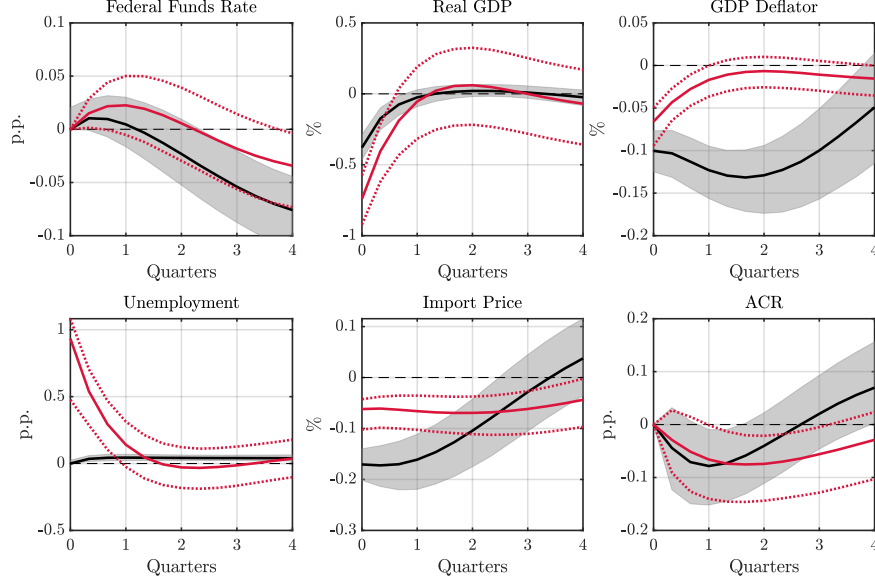 Federal Funds Rate
0.1
0.05
0
-0.05
-0.1
p.p.
0 1 2 3 4
Quarters
Real GDP
0.5
0
-0.5
-1
%
0 1 2 3 4
Quarters
GDP Deflator
0
-0.05
-0.1
-0.15
-0.2
%
0 1 2 3 4
Quarters
Unemployment
1
0.5
0
-0.5
p.p.
0 1 2 3 4
Quarters
Import Price
0.1
0
-0.1
-0.2
-0.3
%
0 1 2 3 4
Quarters
ACR
0.2
0.1
0
-0.1
-0.2
p.p.
0 1 2 3 4
Quarters